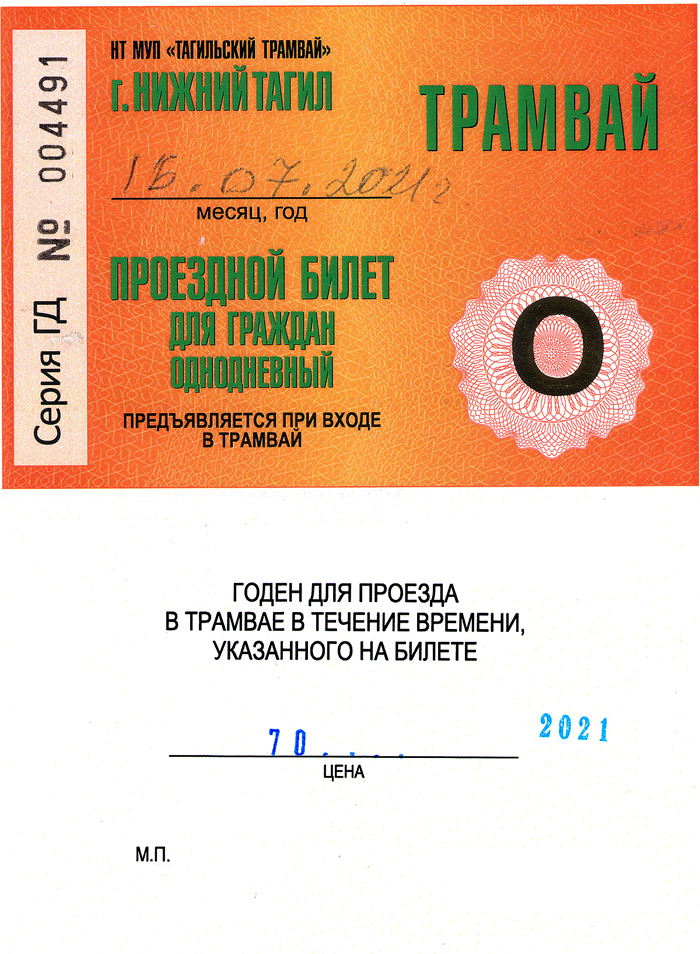 Серия ГД № 004491
НТ МУП «ТАГИЛЬСКИЙ ТРАМВАЙ»
г. НИЖНИЙ ТАГИЛ
ТРАМВАЙ
15.07.2021г.
месяц, год
ПРОЕЗДНОЙ БИЛЕТ
ДЛЯ ГРАЖДАН
ОДНОДНЕВНЫЙ
О
ПРЕДЪЯВЛЯЕТСЯ ПРИ ВХОДЕ
В ТРАМВАЙ
ГОДЕН ДЛЯ ПРОЕЗДА
В ТРАМВАЕ В ТЕЧЕНИЕ ВРЕМЕНИ,
УКАЗАННОГО НА БИЛЕТЕ
70....
2021
ЦЕНА
М.П.